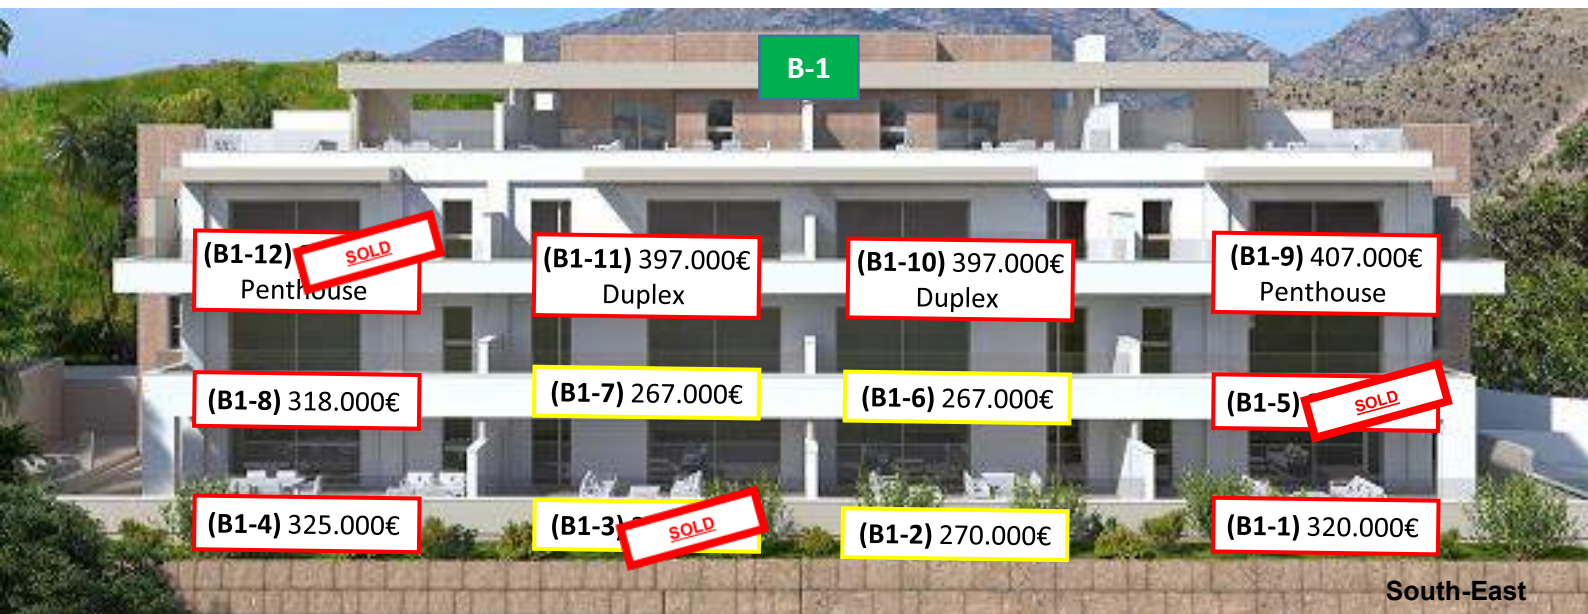 B-1
(B1-12) SOLD
Penthouse
(B1-11) 397.000€
Duplex
(B1-10) 397.000€
Duplex
(B1-9) 407.000€
Penthouse
(B1-8) 318.000€
(B1-7) 267.000€
(B1-6) 267.000€
(B1-5) SOLD
(B1-4) 325.000€
(B1-3) SOLD
(B1-2) 270.000€
(B1-1) 320.000€
South-East